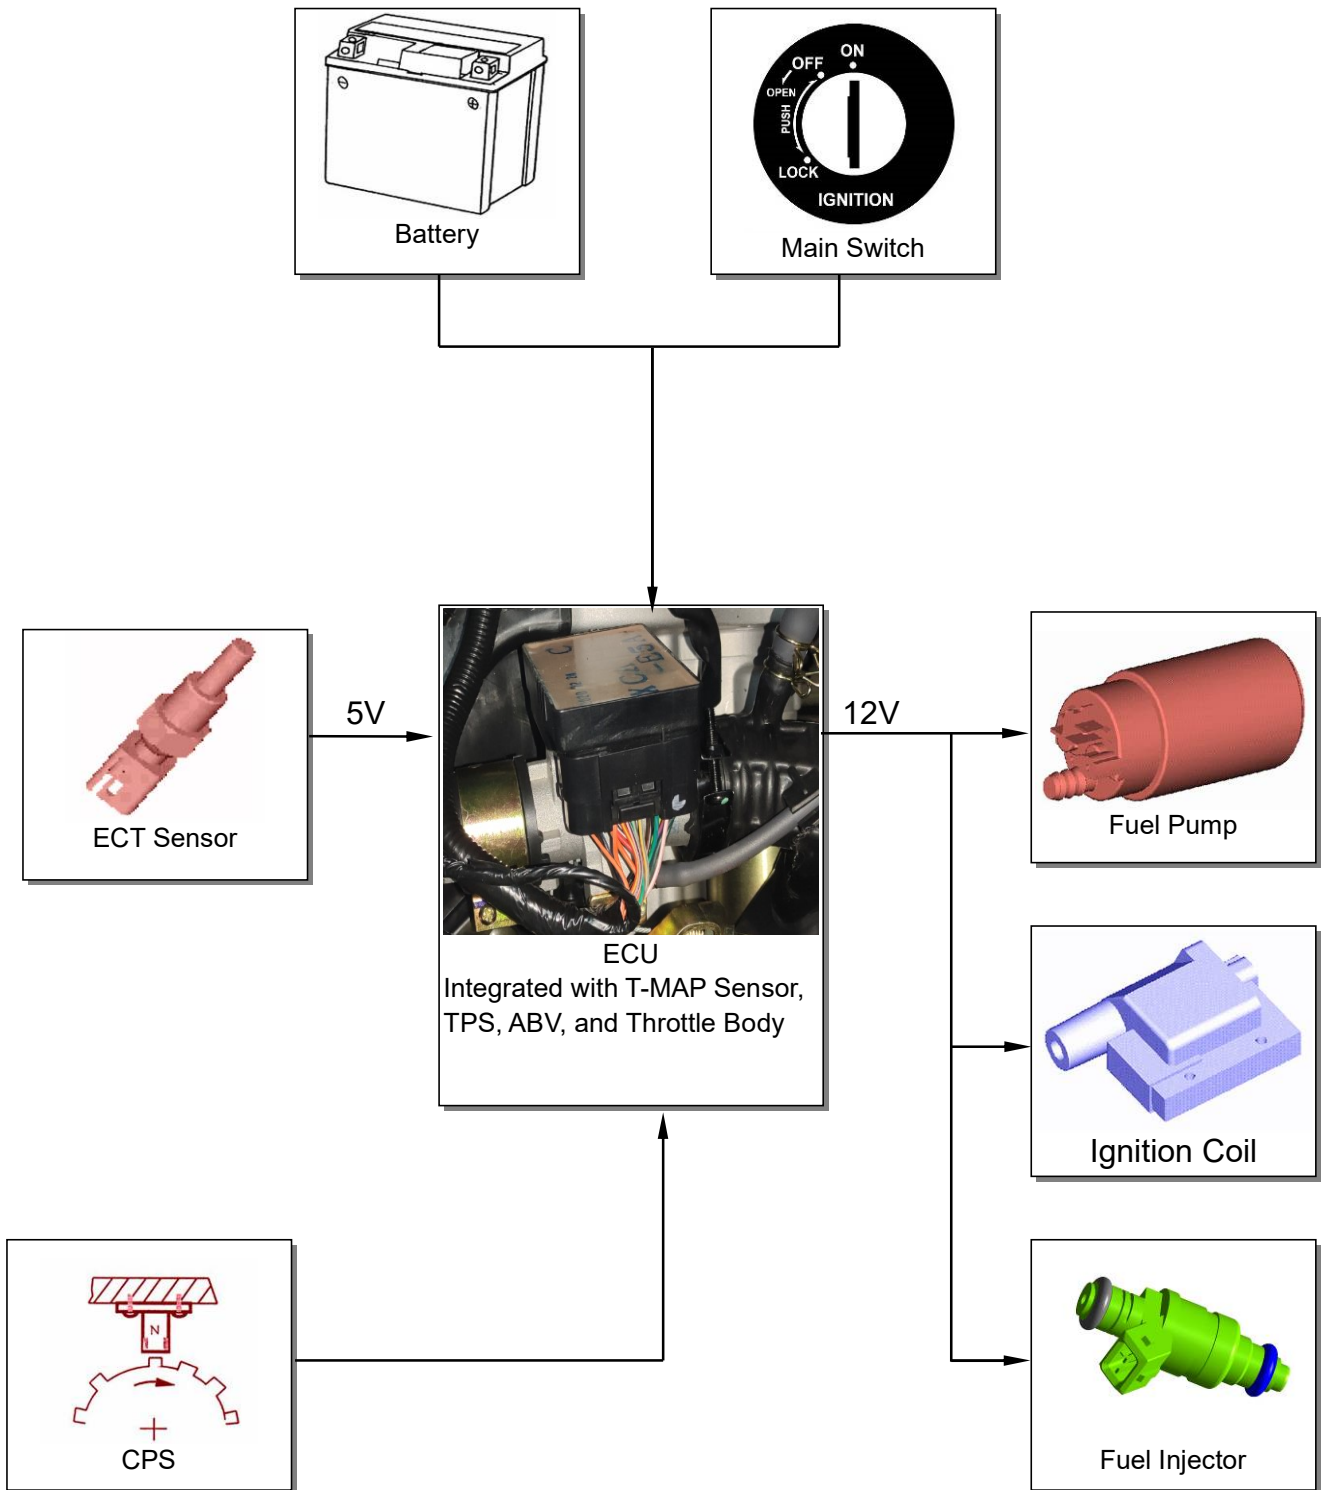 ON
OFF
OPEN
PUSH
LOCK
IGNITION
Battery
Main Switch
5V
12V
ECT Sensor
Fuel Pump
ECU
Integrated with T-MAP Sensor,
TPS, ABV, and Throttle Body
Ignition Coil
N
CPS
Fuel Injector